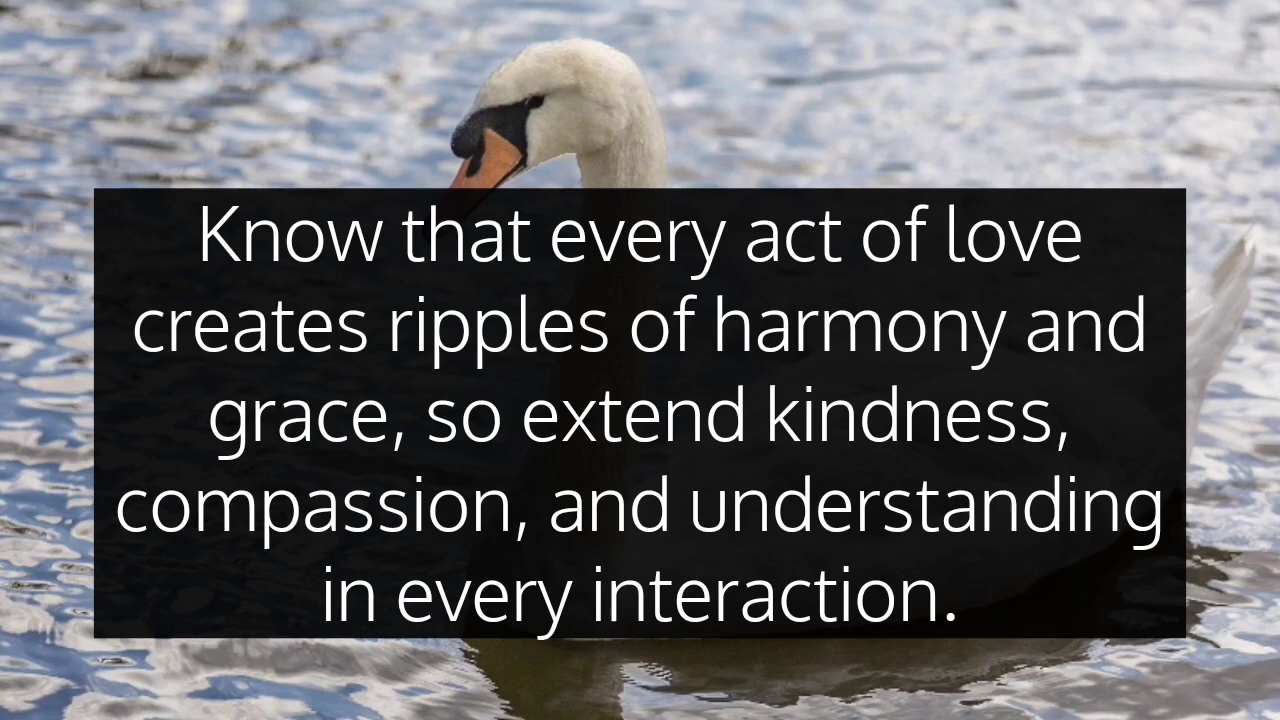 Know that every act of love
creates ripples of harmony and
grace, so extend kindness,
compassion, and understanding
in every interaction.